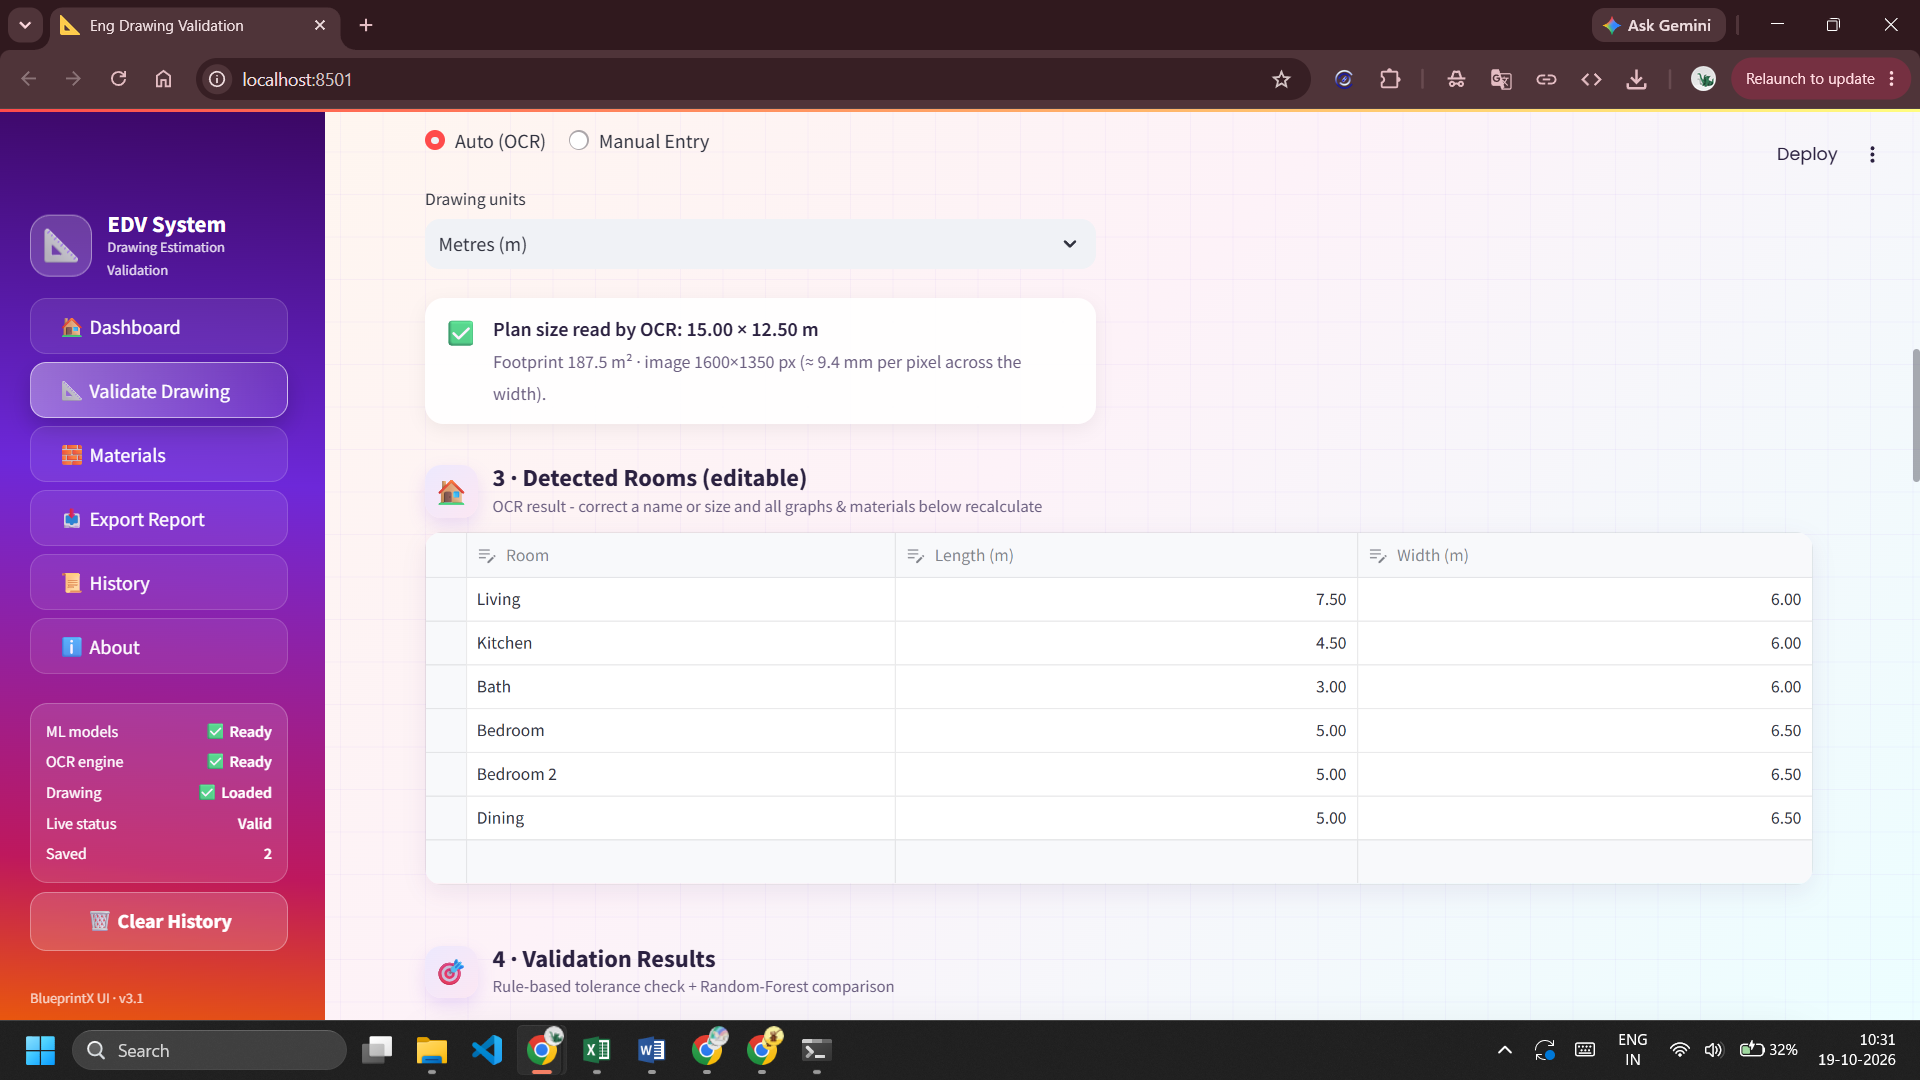 Eng Drawing Validation
Ask Gemini
localhost:8501
Relaunch to update
EDV System
Drawing Estimation
Validation
Dashboard
Validate Drawing
Materials
Export Report
History
About
ML models Ready
OCR engine Ready
Drawing Loaded
Live status Valid
Saved 2
Clear History
BlueprintX UI · v3.1
Deploy
Auto (OCR) Manual Entry
Drawing units
Metres (m)
Plan size read by OCR: 15.00 × 12.50 m
Footprint 187.5 m² · image 1600×1350 px (≈ 9.4 mm per pixel across the
width).
3 · Detected Rooms (editable)
OCR result - correct a name or size and all graphs & materials below recalculate
Room Length (m) Width (m)
Living 7.50 6.00
Kitchen 4.50 6.00
Bath 3.00 6.00
Bedroom 5.00 6.50
Bedroom 2 5.00 6.50
Dining 5.00 6.50
4 · Validation Results
Rule-based tolerance check + Random-Forest comparison
Search
ENG
IN
32%
10:31
19-10-2026